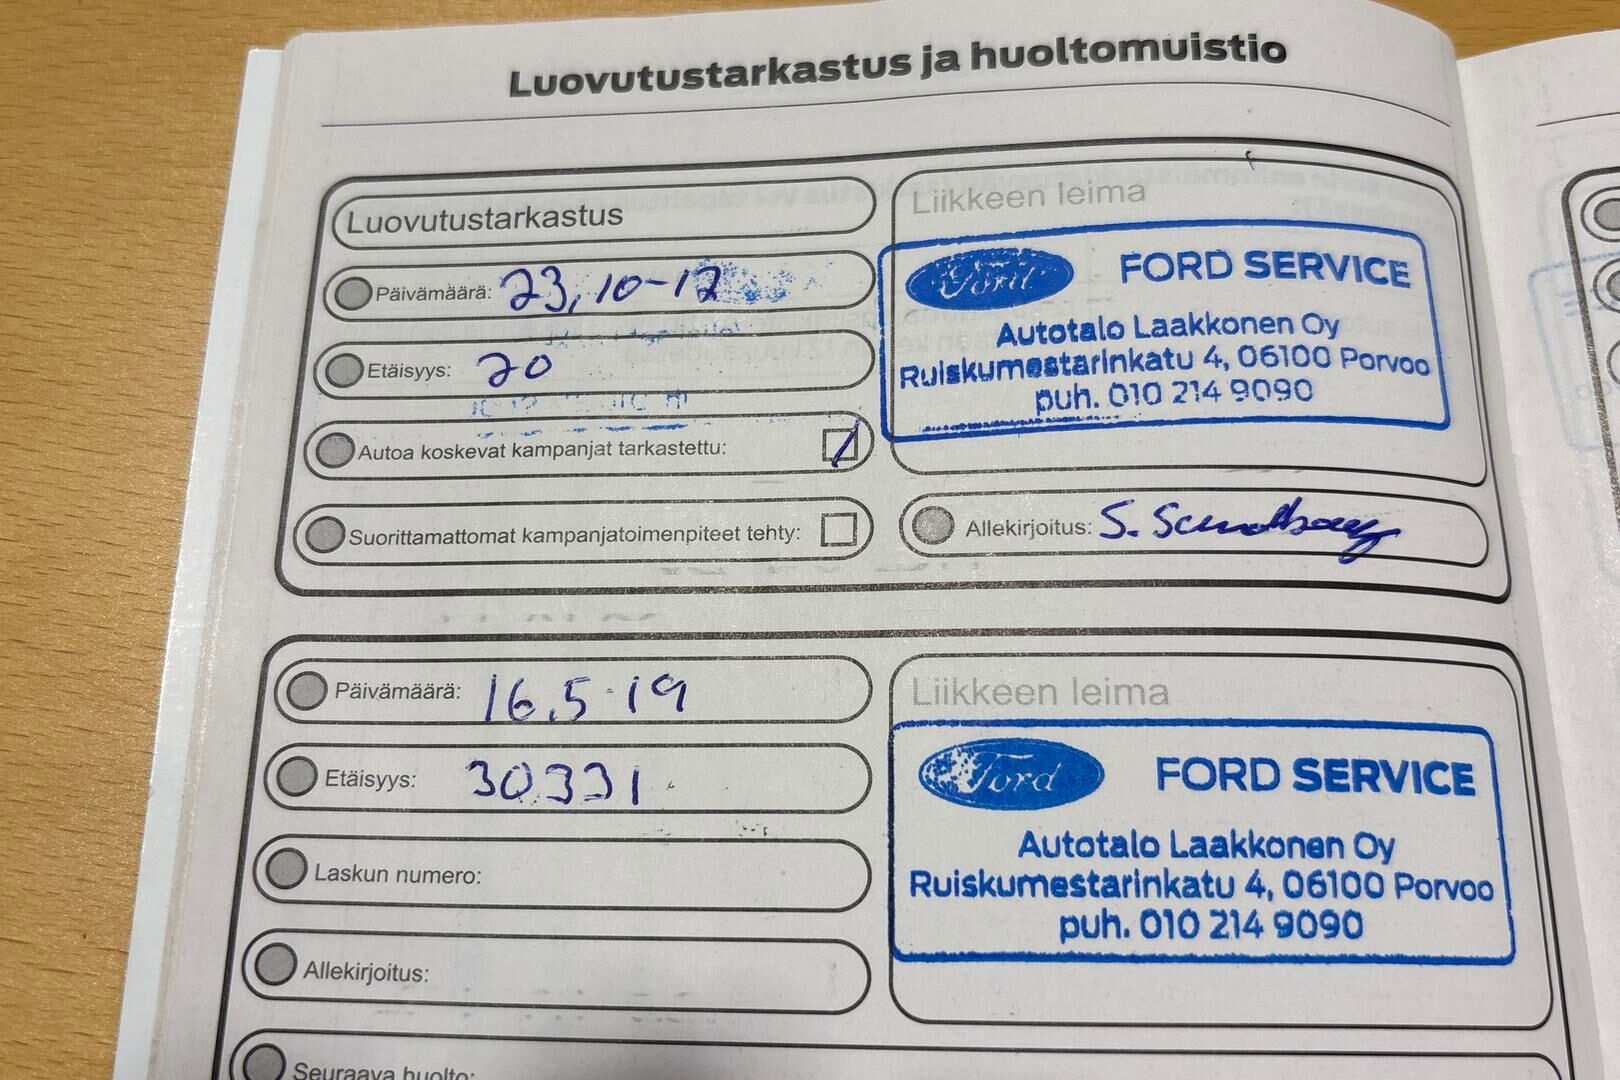 Luovutustarkastus ja huoltomuistio
Luovutustarkastus
Päivämäärä: 23.10-17
Etäisyys: 20
Autoa koskevat kampanjat tarkastettu:
Suorittamattomat kampanjatoimenpiteet tehty:
Liikkeen leima
Ford FORD SERVICE
Autotalo Laakkonen Oy
Ruiskumestarinkatu 4, 06100 Porvoo
puh. 010 214 9090
Allekirjoitus: S.
Päivämäärä: 16.5.19
Etäisyys: 30331
Laskun numero:
Allekirjoitus:
Seuraava huolto:
Liikkeen leima
Ford FORD SERVICE
Autotalo Laakkonen Oy
Ruiskumestarinkatu 4, 06100 Porvoo
puh. 010 214 9090